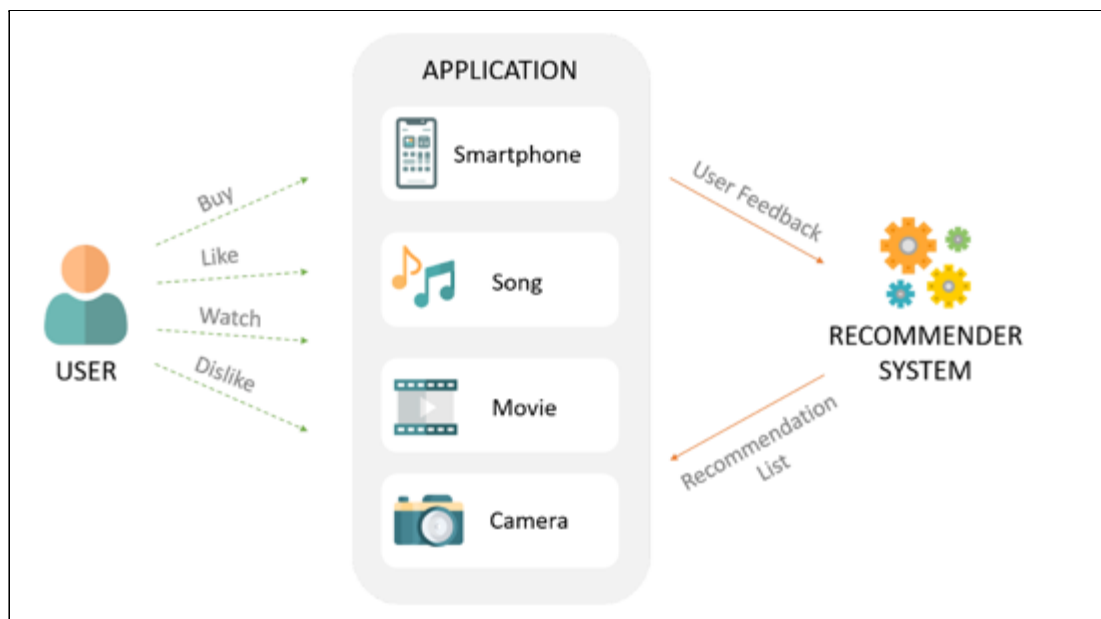 APPLICATION
Smartphone
Buy
User Feedback
Like
Song
Watch
RECOMMENDER
SYSTEM
USER
Dislike
Movie
Recommendation
List
Camera